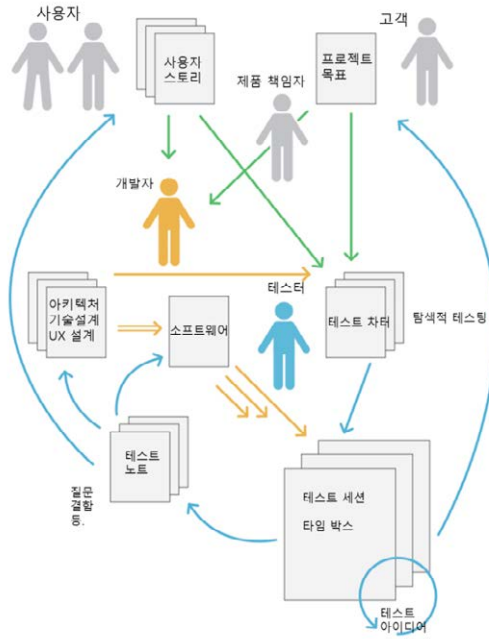 사용자
고객
사용자
스토리
프로젝트
목표
제품 책임자
개발자
테스터
아키텍처
기술설계
UX 설계
소프트웨어
테스트 차터
탐색적 테스팅
테스트
노트
질문
결함
등.
테스트 세션
타임 박스
테스트
아이디어